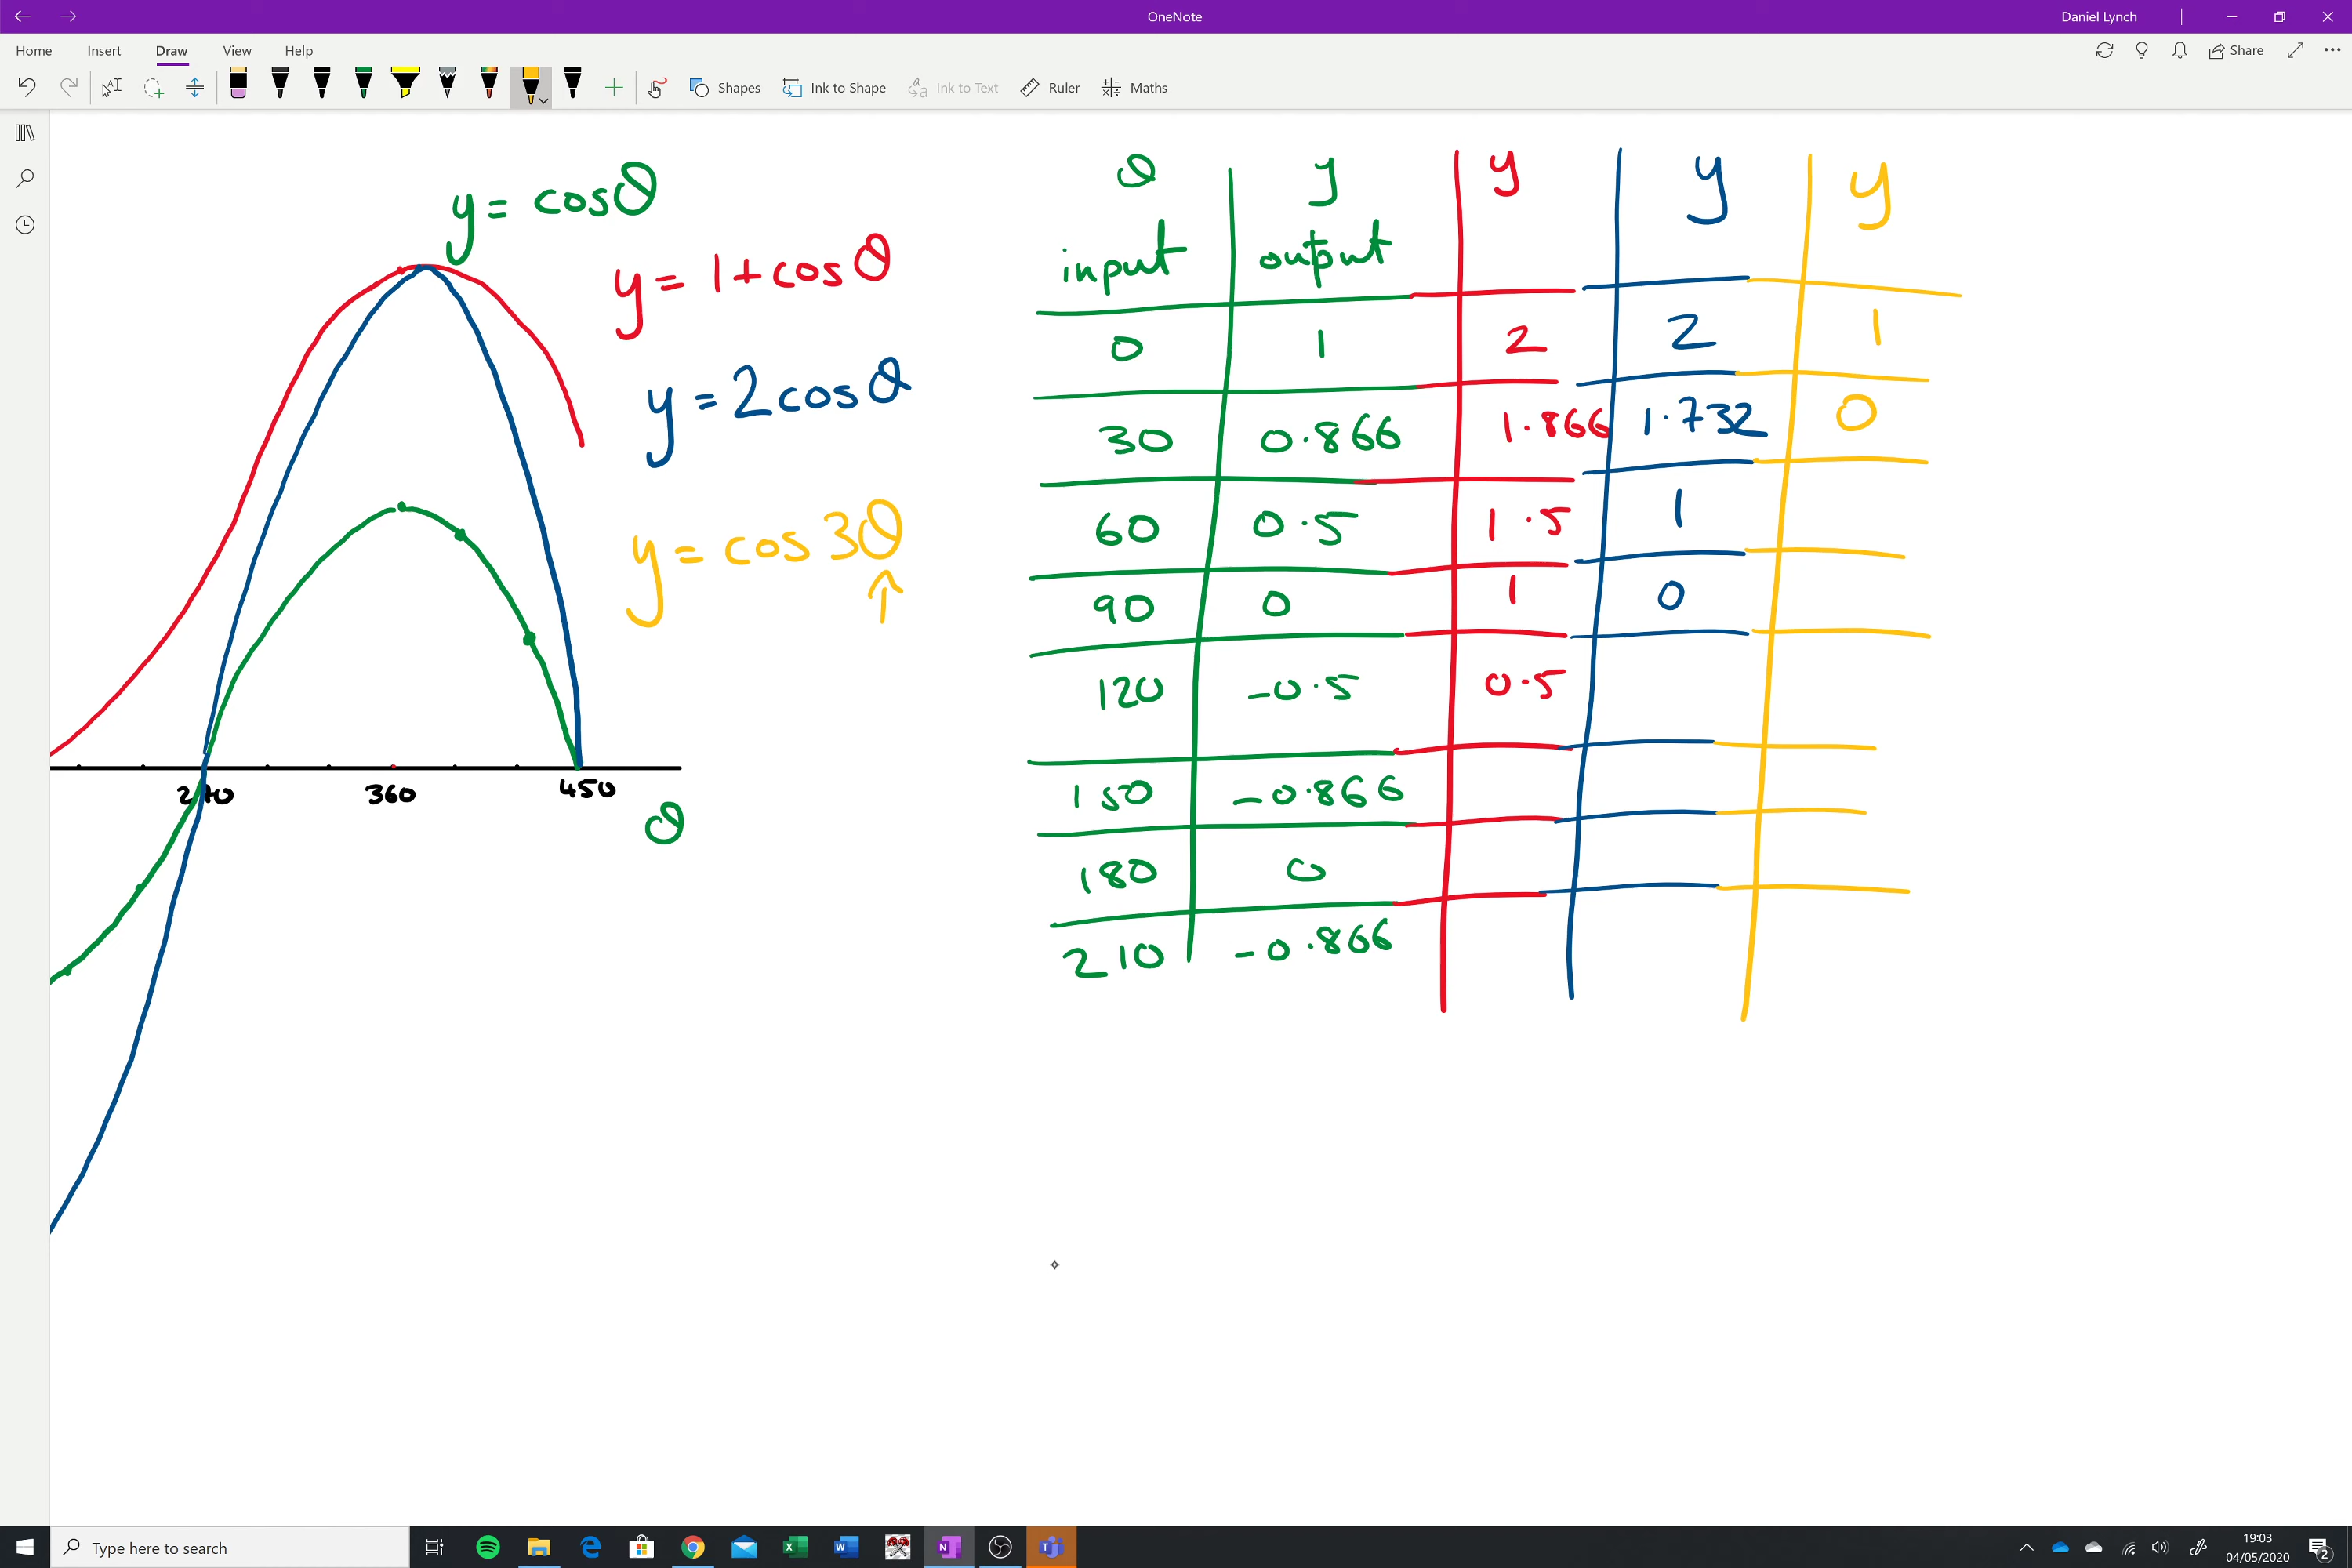 OneNote
Daniel Lynch
Home Insert Draw View Help
Share
Shapes Ink to Shape Ink to Text Ruler Maths
y = cosθ
y = 1 + cosθ
y = 2cosθ
y = cos3θ
↑
360 450
θ
θ y y y y
input output
0 1 2 2 1
30 0.866 1.866 1.732 0
60 0.5 1.5 1
90 0 1 0
120 -0.5 0.5
150 -0.866
180 0
210 -0.866
Type here to search
19:03
04/05/2020
2